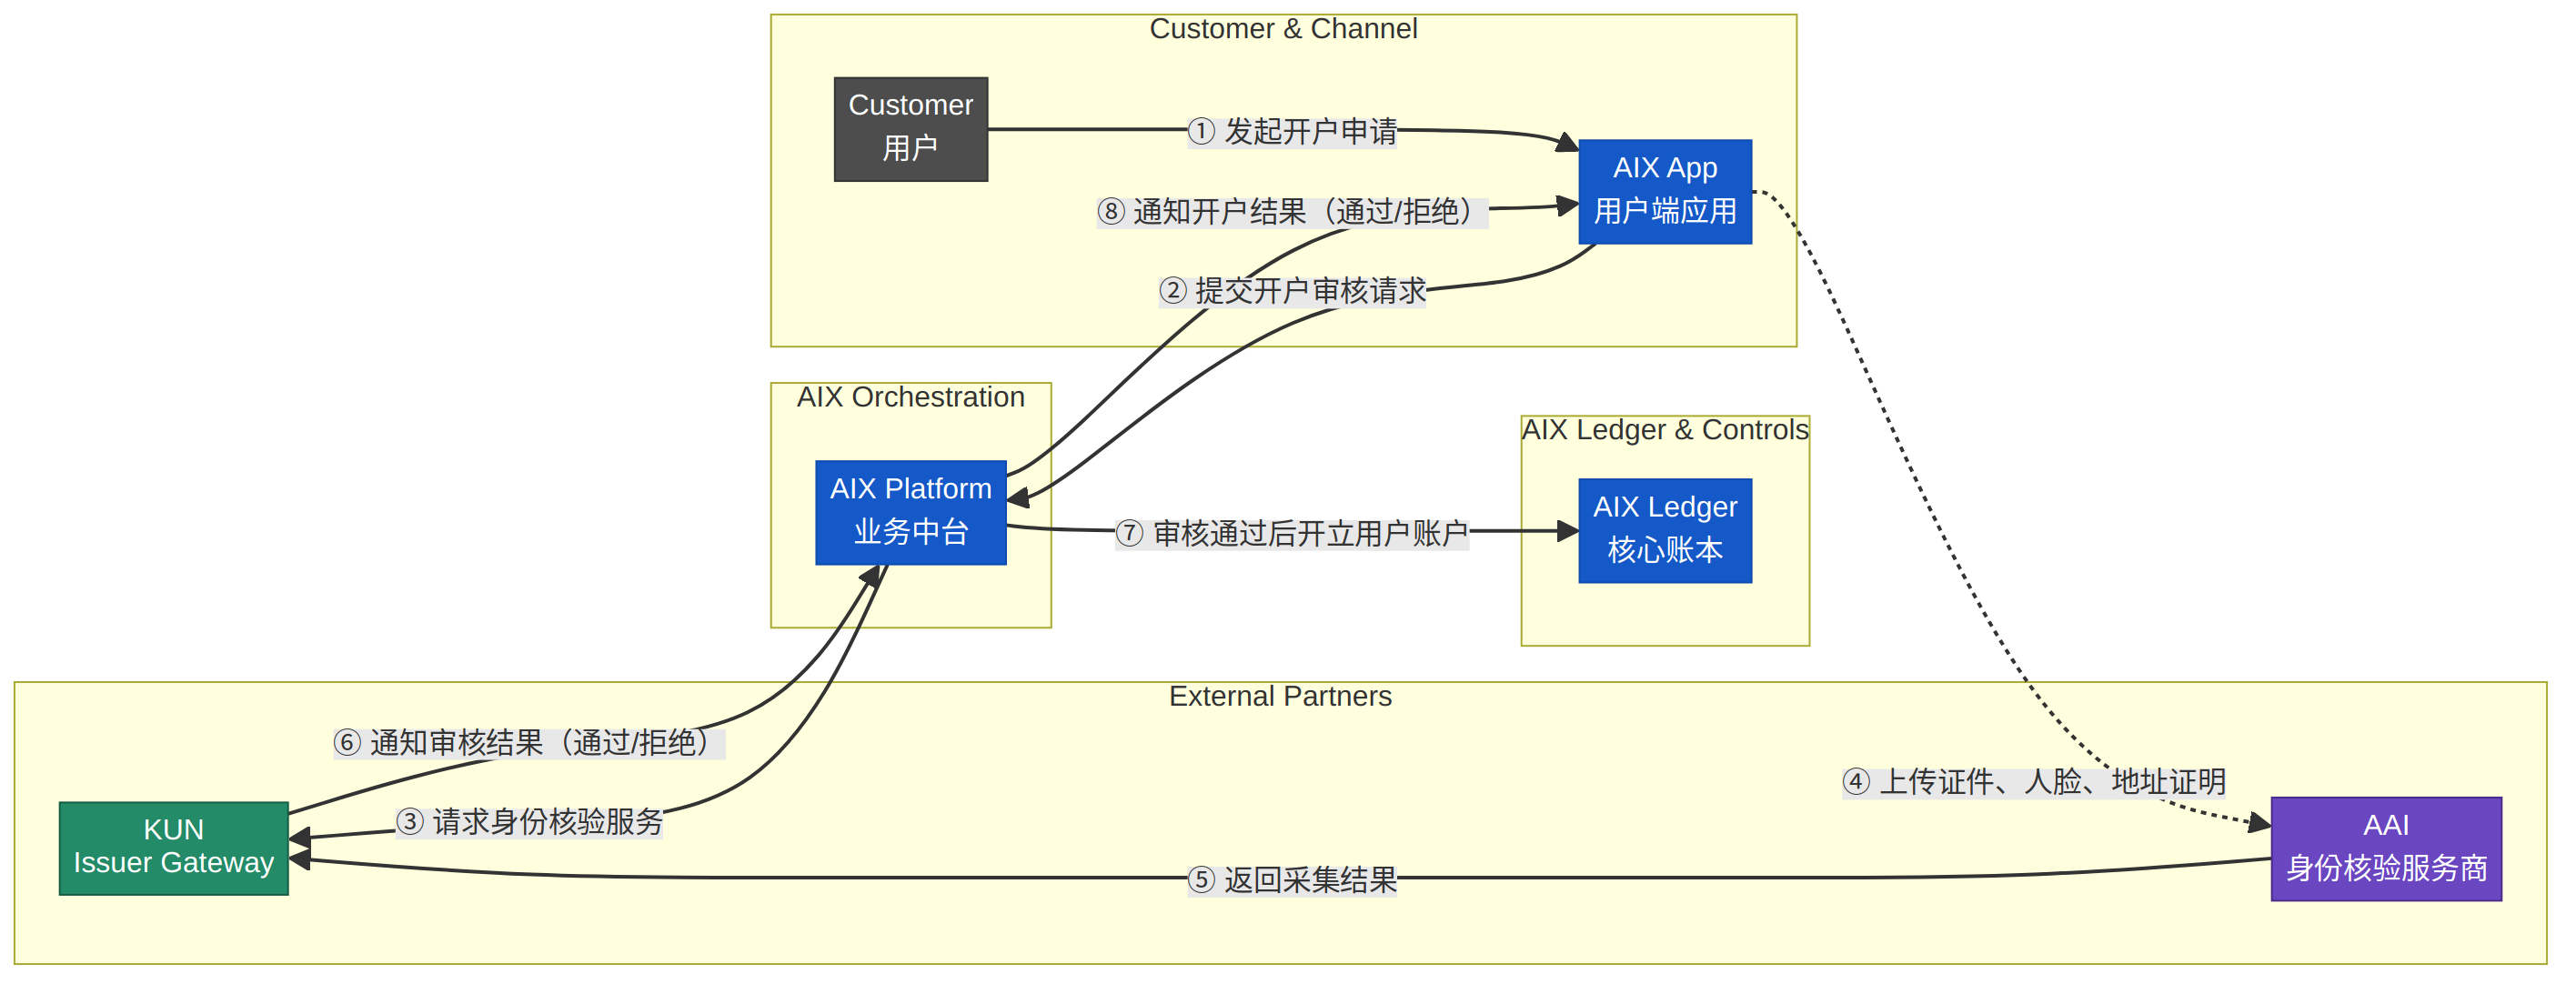 Customer & Channel
Customer
用户
① 发起开户申请
AIX App
用户端应用
⑧ 通知开户结果（通过/拒绝）
② 提交开户审核请求
AIX Orchestration
AIX Platform
业务中台
AIX Ledger & Controls
AIX Ledger
核心账本
⑦ 审核通过后开立用户账户
External Partners
⑥ 通知审核结果（通过/拒绝）
④ 上传证件、人脸、地址证明
③ 请求身份核验服务
KUN
Issuer Gateway
AAI
身份核验服务商
⑤ 返回采集结果